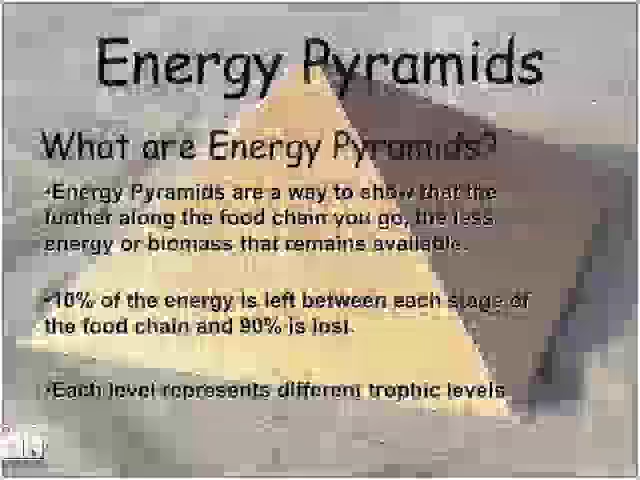 Energy Pyramids
What are Energy Pyramids?
•Energy Pyramids are a way to show that the
further along the food chain you go, the less
energy or biomass that remains available.
•10% of the energy is left between each stage of
the food chain and 90% is lost.
•Each level represents different trophic levels